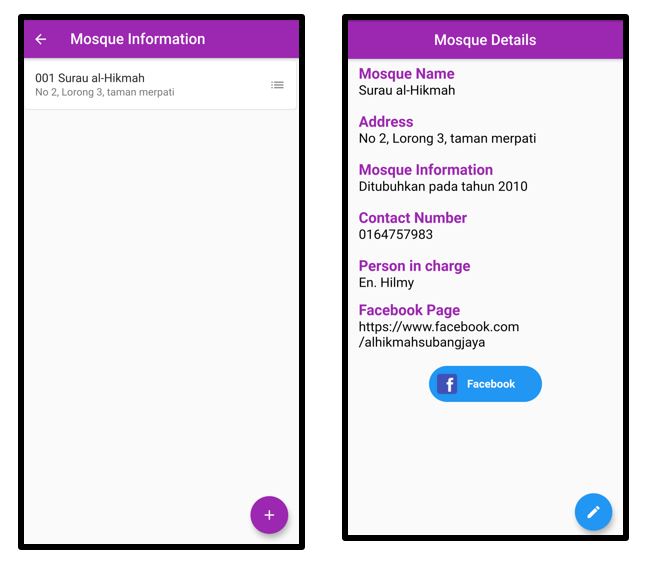 Mosque Information
001 Surau al-Hikmah
No 2, Lorong 3, taman merpati
Mosque Details
Mosque Name
Surau al-Hikmah
Address
No 2, Lorong 3, taman merpati
Mosque Information
Ditubuhkan pada tahun 2010
Contact Number
0164757983
Person in charge
En. Hilmy
Facebook Page
https://www.facebook.com
/alhikmahsubangjaya
Facebook